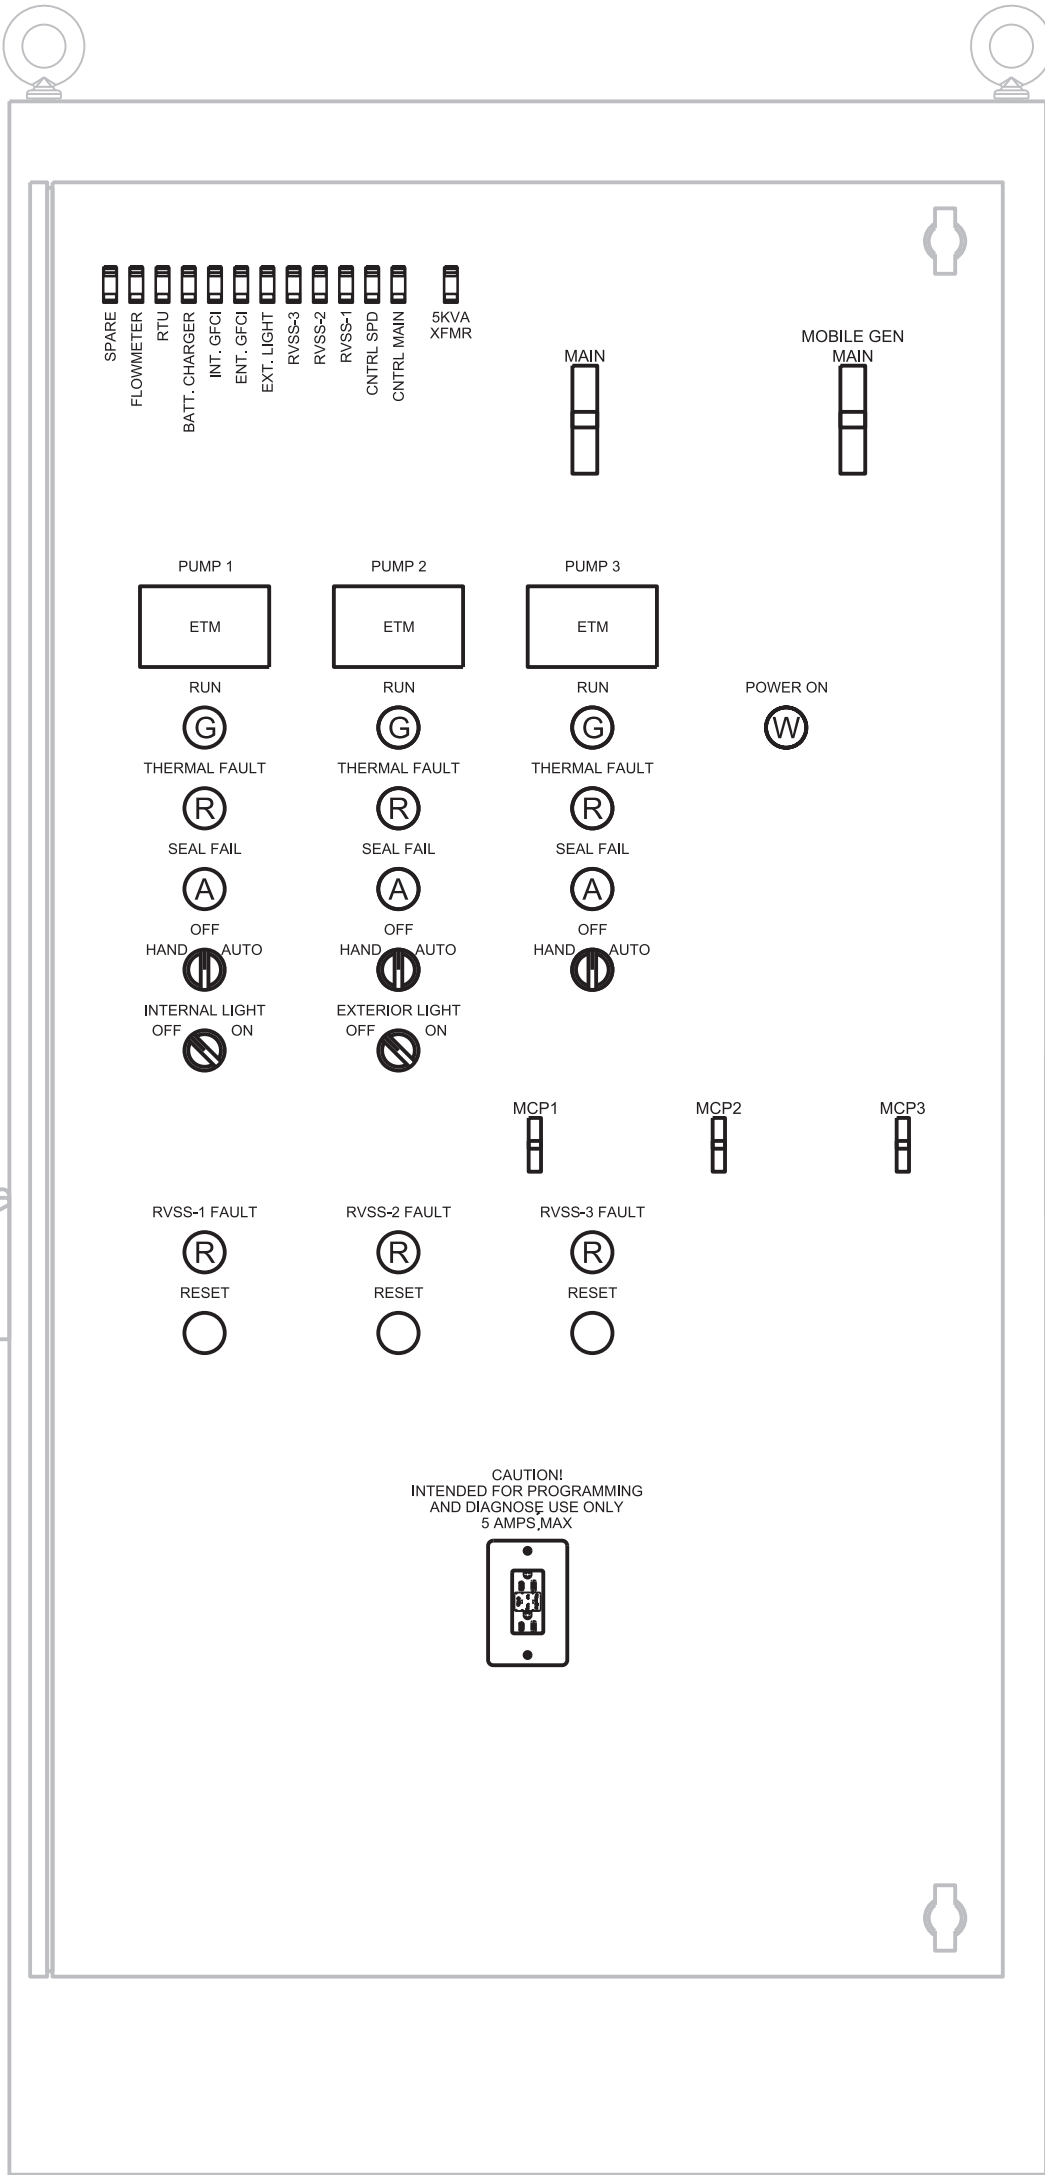 SPARE
FLOWMETER
RTU
BATT. CHARGER
INT. GFCI
ENT. GFCI
EXT. LIGHT
RVSS-3
RVSS-2
RVSS-1
CNTRL SPD
CNTRL MAIN
5KVA
XFMR
MAIN
MOBILE GEN
MAIN
PUMP 1 PUMP 2 PUMP 3
ETM ETM ETM
RUN RUN RUN POWER ON
G G G W
THERMAL FAULT THERMAL FAULT THERMAL FAULT
R R R
SEAL FAIL SEAL FAIL SEAL FAIL
A A A
OFF OFF OFF
HAND AUTO HAND AUTO HAND AUTO
INTERNAL LIGHT EXTERIOR LIGHT
OFF ON OFF ON
MCP1 MCP2 MCP3
RVSS-1 FAULT RVSS-2 FAULT RVSS-3 FAULT
R R R
RESET RESET RESET
CAUTION!
INTENDED FOR PROGRAMMING
AND DIAGNOSE USE ONLY
5 AMPS MAX